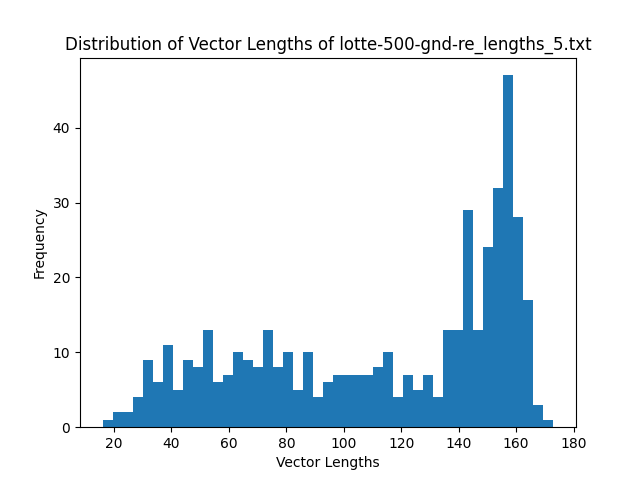 Distribution of Vector Lengths of lotte-500-gnd-re_lengths_5.txt
40
30
20
10
0
Frequency
20 40 60 80 100 120 140 160 180
Vector Lengths